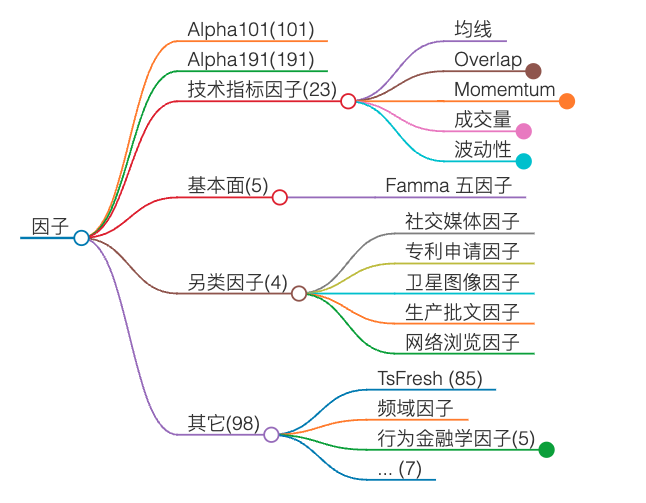 因子
Alpha101(101)
Alpha191(191)
技术指标因子(23)
均线
Overlap
Momemtum
成交量
波动性
基本面(5)
Famma 五因子
另类因子(4)
社交媒体因子
专利申请因子
卫星图像因子
生产批文因子
网络浏览因子
其它(98)
TsFresh (85)
频域因子
行为金融学因子(5)
... (7)